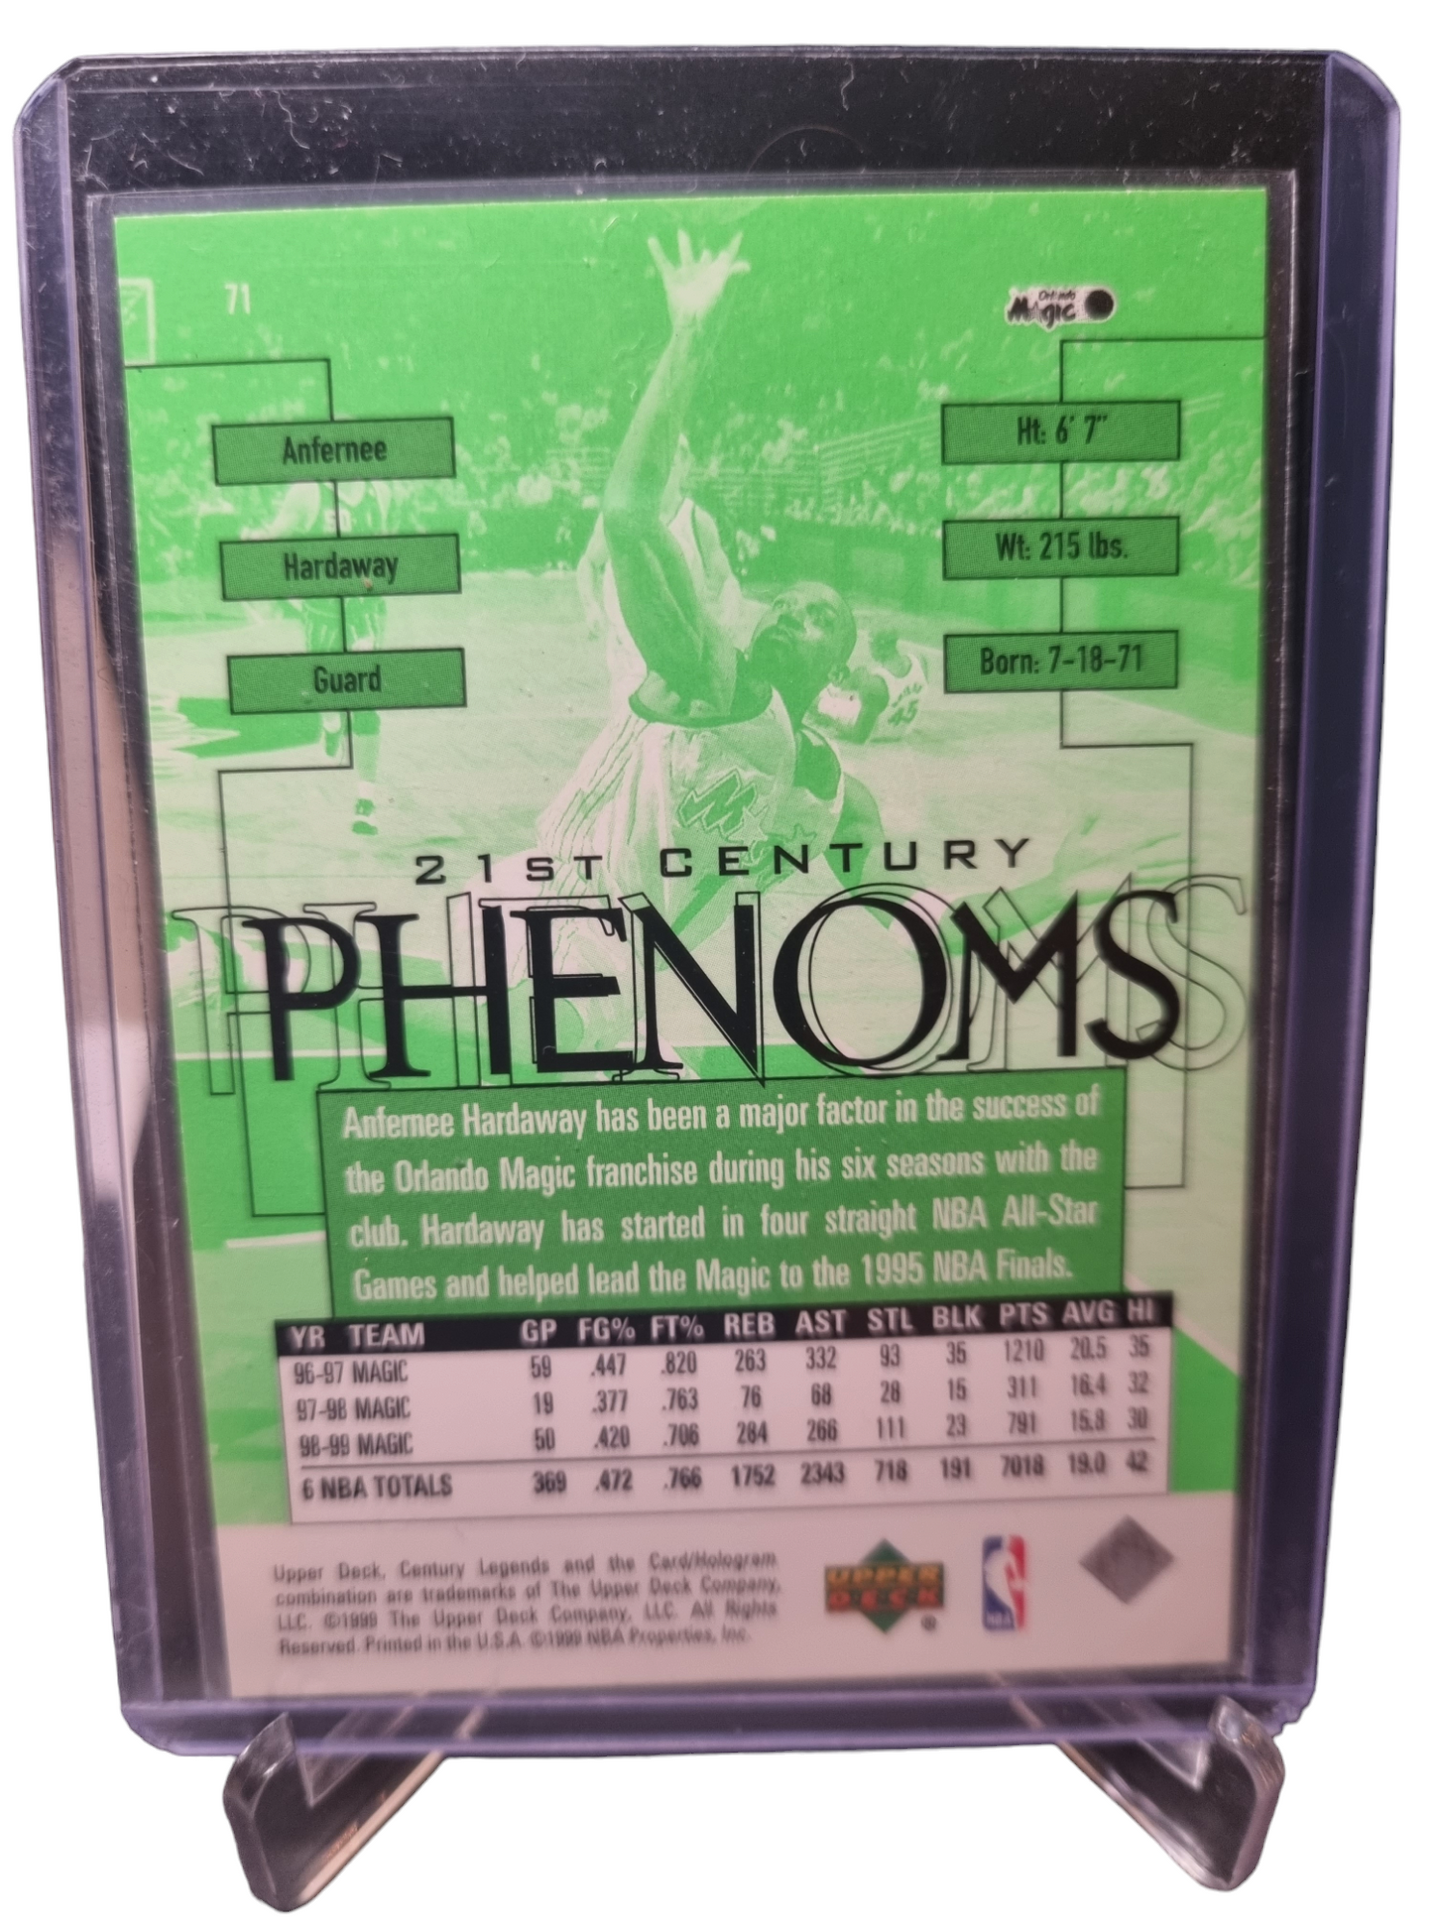 71
Orlando
Magic
Anfernee
Hardaway
Guard
Ht: 6' 7"
Wt: 215 lbs.
Born: 7-18-71
45
21ST CENTURY
PHENOMS
Anfernee Hardaway has been a major factor in the success of
the Orlando Magic franchise during his six seasons with the
club. Hardaway has started in four straight NBA All-Star
Games and helped lead the Magic to the 1995 NBA Finals.
YR TEAM GP FG% FT% REB AST STL BLK PTS AVG HI
96-97 MAGIC 59 .447 .820 263 332 93 35 1210 20.5 35
97-98 MAGIC 19 .377 .763 76 68 28 15 311 16.4 32
98-99 MAGIC 50 .420 .706 284 266 111 23 791 15.8 30
6 NBA TOTALS 369 .472 .766 1752 2343 718 191 7018 19.0 42
Upper Deck, Century Legends and the Card/Hologram
combination are trademarks of The Upper Deck Company,
LLC. ©1999 The Upper Deck Company, LLC. All Rights
Reserved. Printed in the U.S.A. ©1999 NBA Properties, Inc.
UPPER
DECK
®
NBA